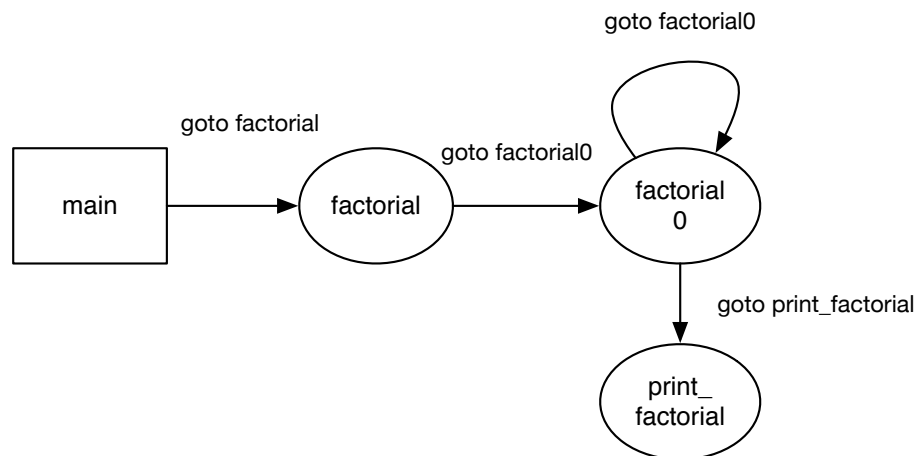 goto factorial0
goto factorial
goto factorial0
main
factorial
factorial
0
goto print_factorial
print_
factorial